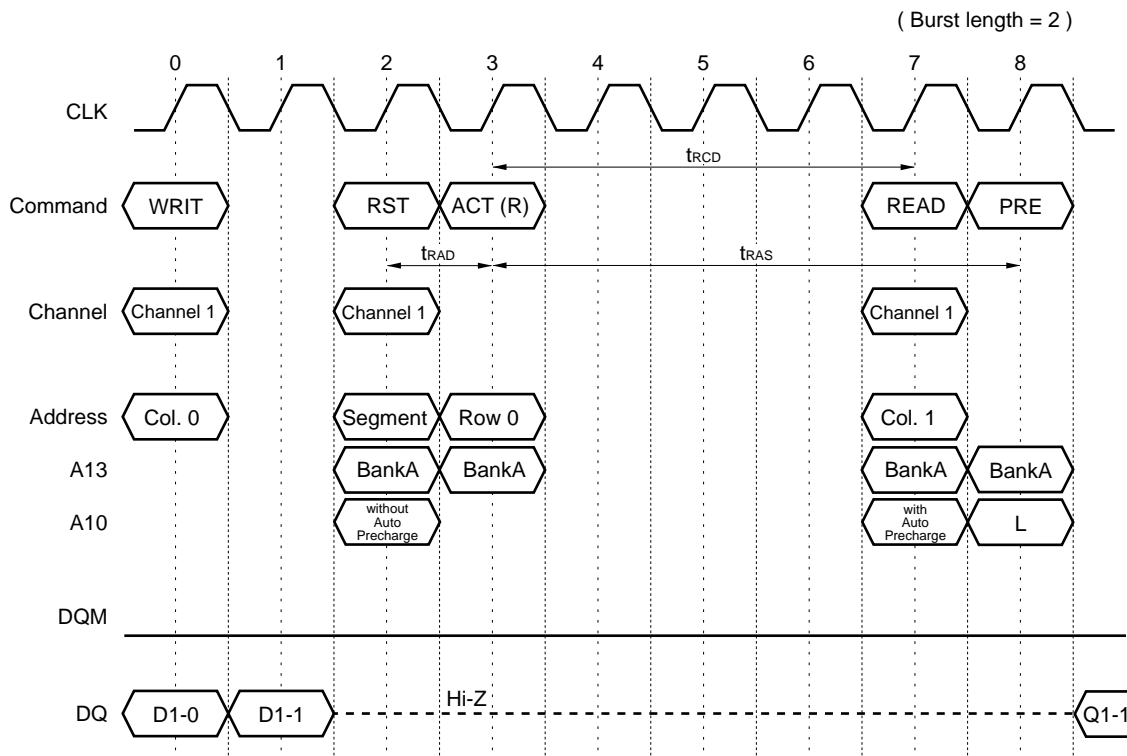 ( Burst length = 2 )
0 1 2 3 4 5 6 7 8
CLK
tRCD
Command WRIT RST ACT (R) READ PRE
tRAD tRAS
Channel Channel 1 Channel 1 Channel 1
Address Col. 0 Segment Row 0 Col. 1
A13 BankA BankA BankA BankA
A10 without Auto Precharge with Auto Precharge L
DQM
Hi-Z
DQ D1-0 D1-1 Q1-1